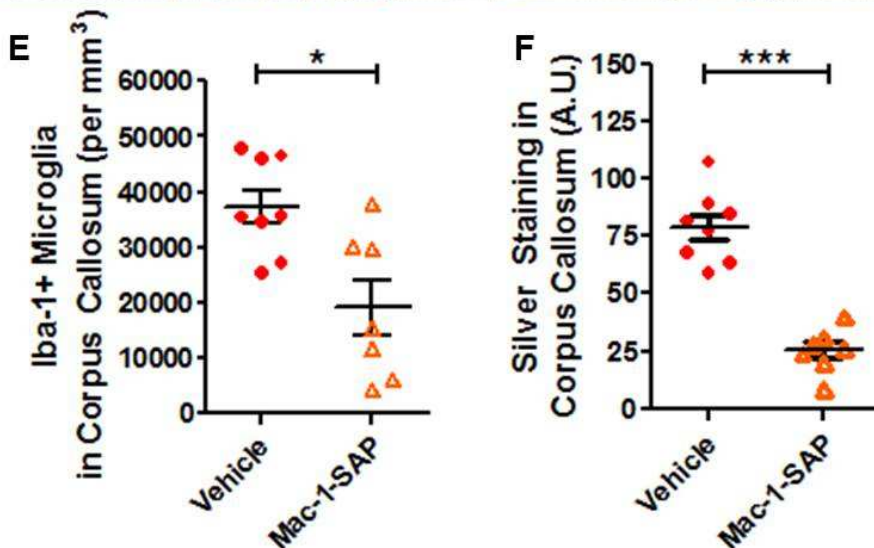 E
Iba-1+ Microglia
in Corpus Callosum (per mm³)
60000
50000
40000
30000
20000
10000
0
*
Vehicle
Mac-1-SAP
F
Silver Staining in
Corpus Callosum (A.U.)
150
125
100
75
50
25
0
***
Vehicle
Mac-1-SAP